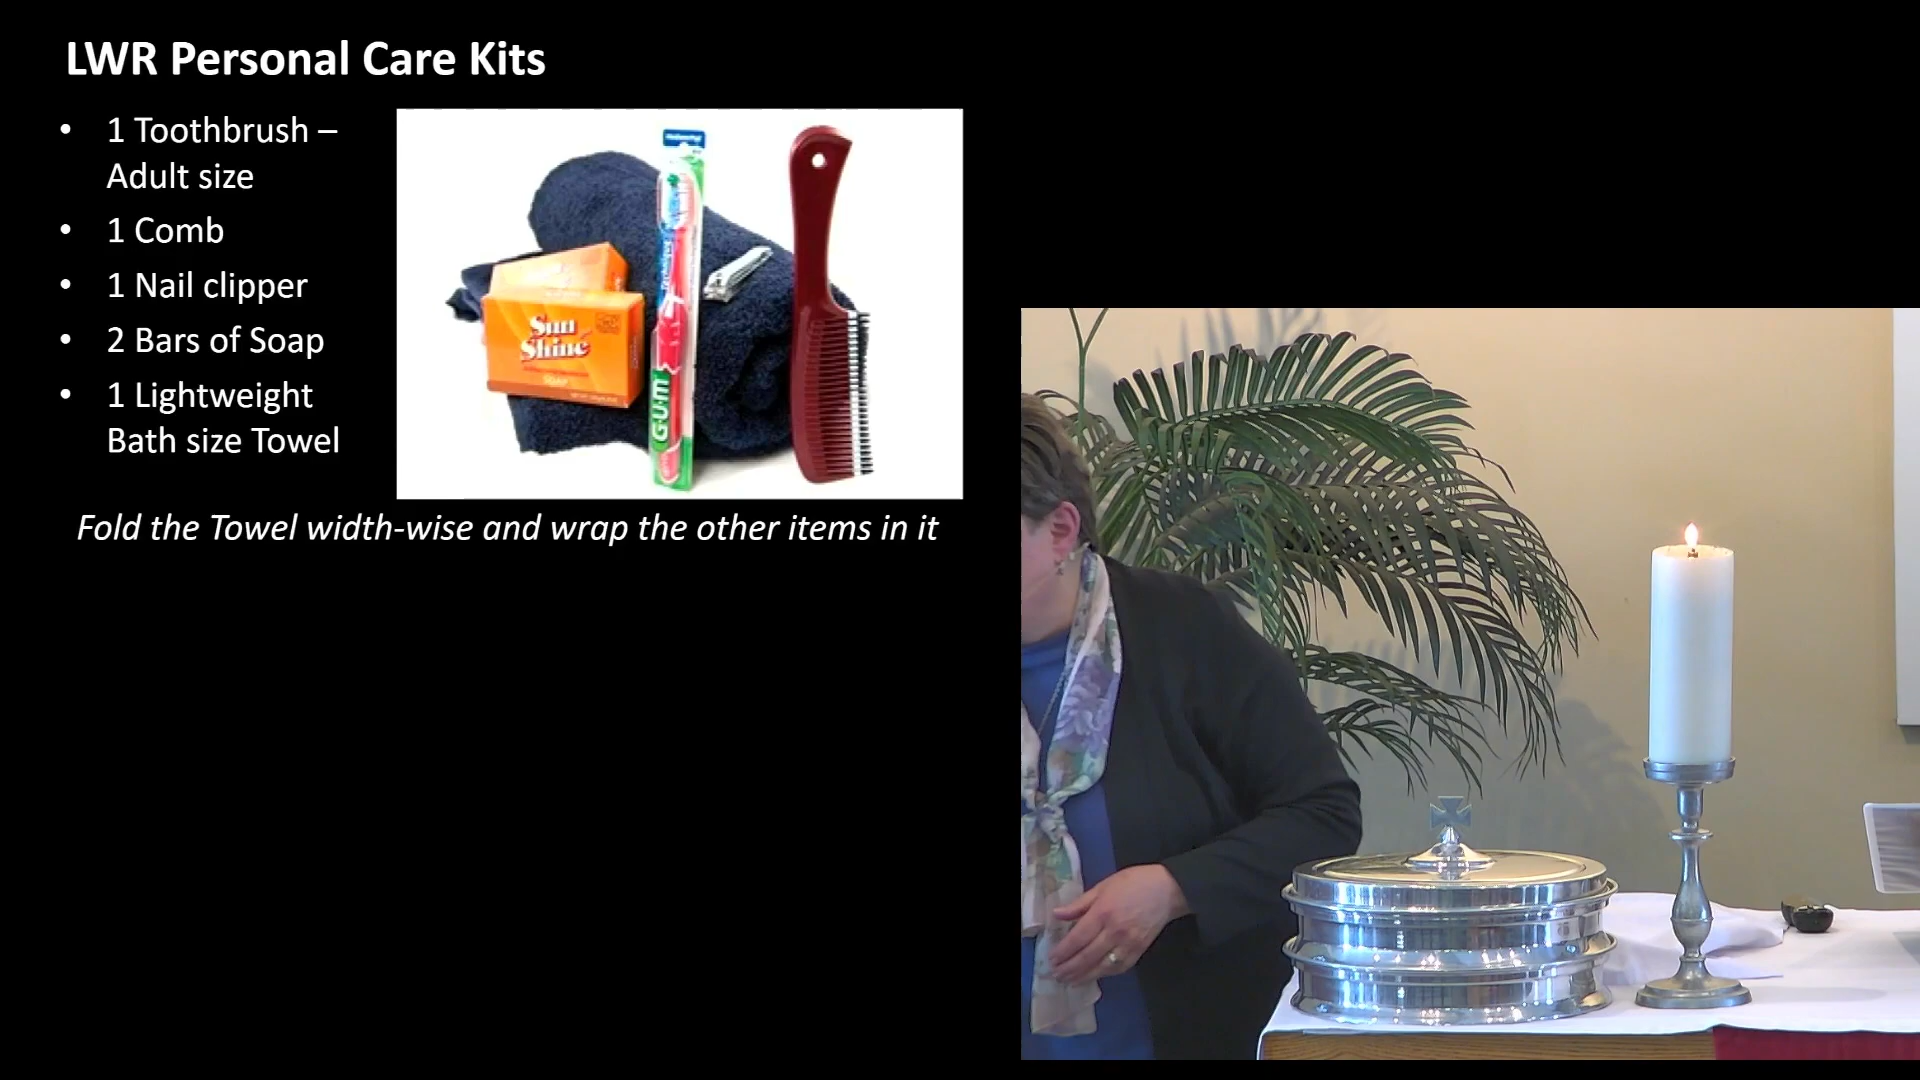 LWR Personal Care Kits
• 1 Toothbrush –
Adult size
• 1 Comb
• 1 Nail clipper
• 2 Bars of Soap
• 1 Lightweight
Bath size Towel
Sun
Shine
SOAP
G·U·M
Fold the Towel width-wise and wrap the other items in it